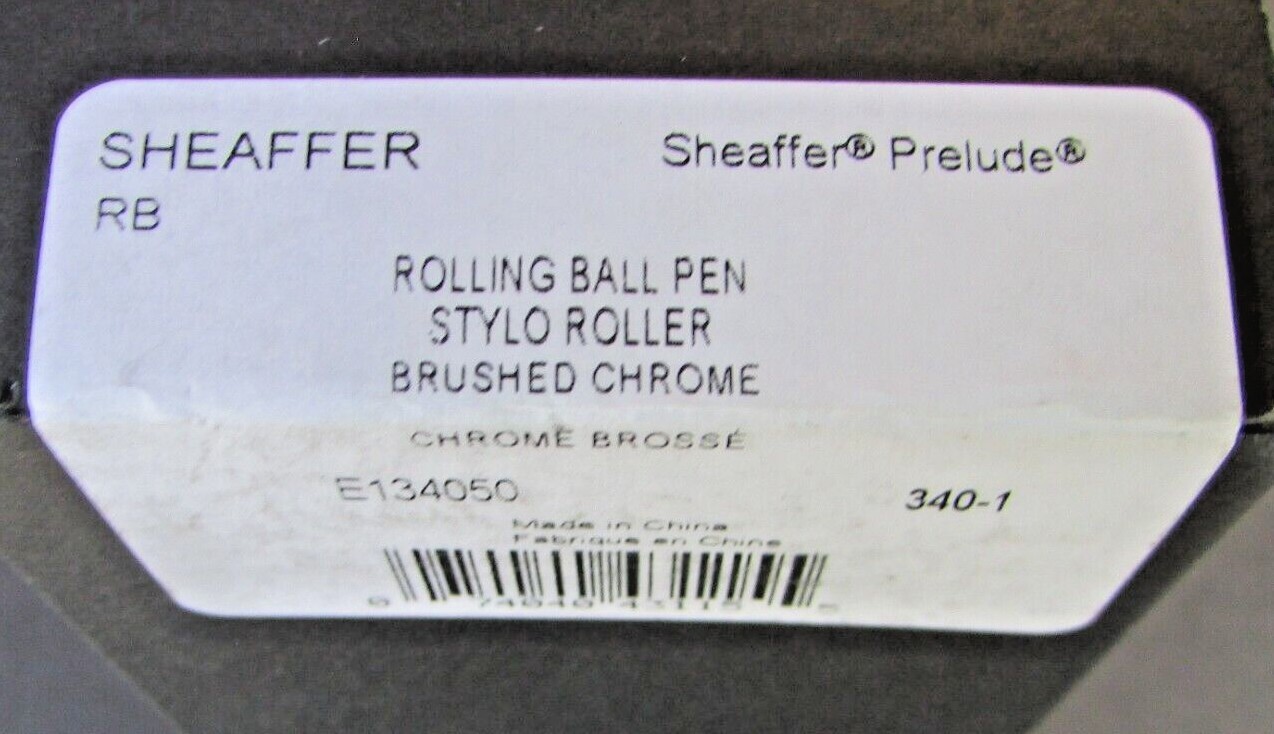 SHEAFFER Sheaffer® Prelude®
RB
ROLLING BALL PEN
STYLO ROLLER
BRUSHED CHROME
CHROME BROSSÉ
E134050 340-1
Made in China
Fabriqué en Chine